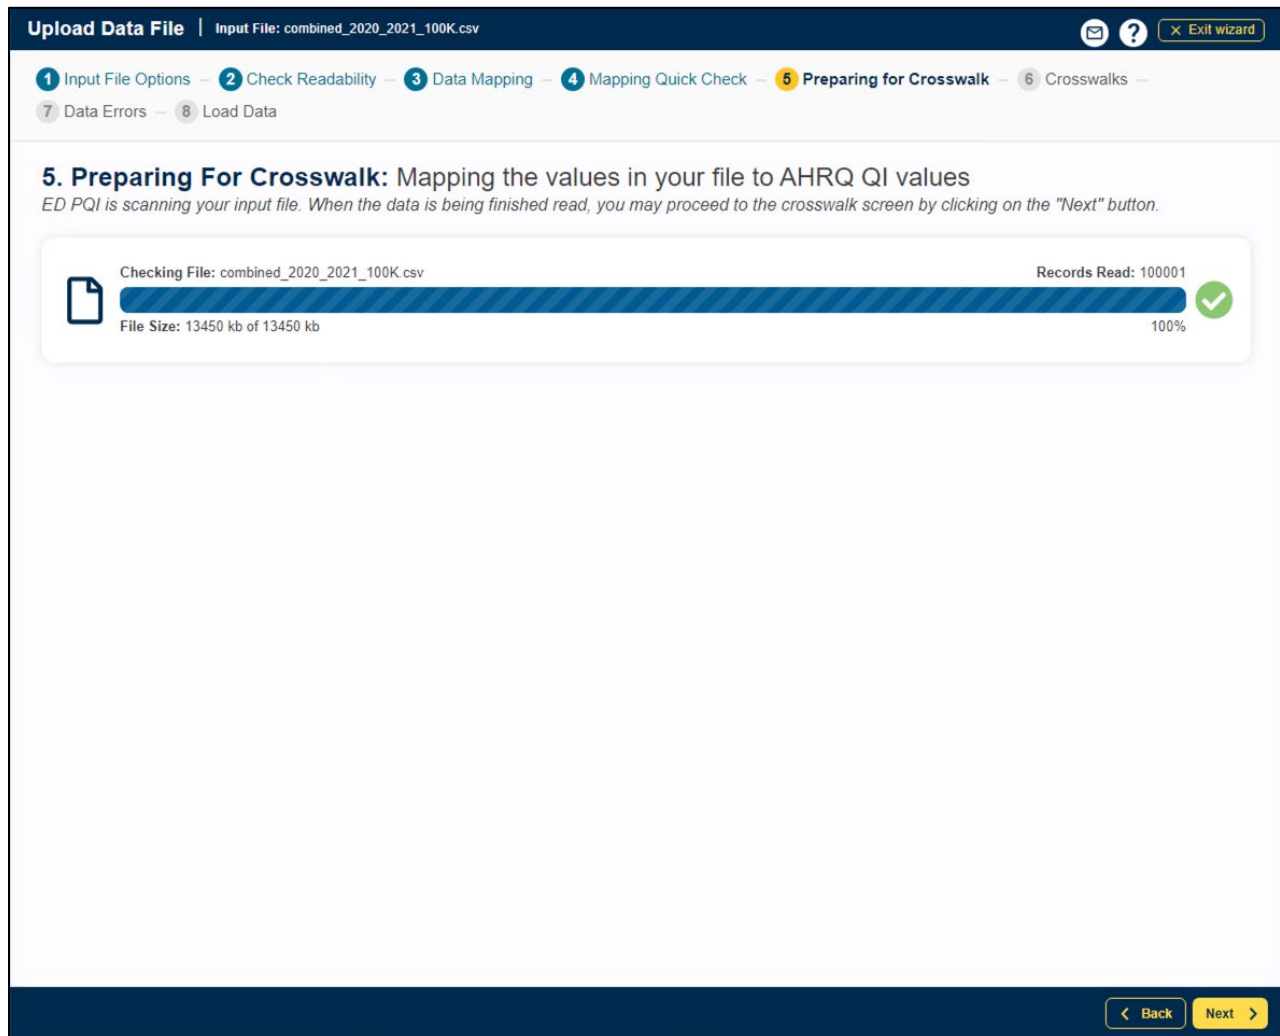 Upload Data File | Input File: combined_2020_2021_100K.csv
? × Exit wizard
1 Input File Options – 2 Check Readability – 3 Data Mapping – 4 Mapping Quick Check – 5 Preparing for Crosswalk – 6 Crosswalks –
7 Data Errors – 8 Load Data
5. Preparing For Crosswalk: Mapping the values in your file to AHRQ QI values
ED PQI is scanning your input file. When the data is being finished read, you may proceed to the crosswalk screen by clicking on the "Next" button.
Checking File: combined_2020_2021_100K.csv Records Read: 100001
File Size: 13450 kb of 13450 kb 100%
Back Next